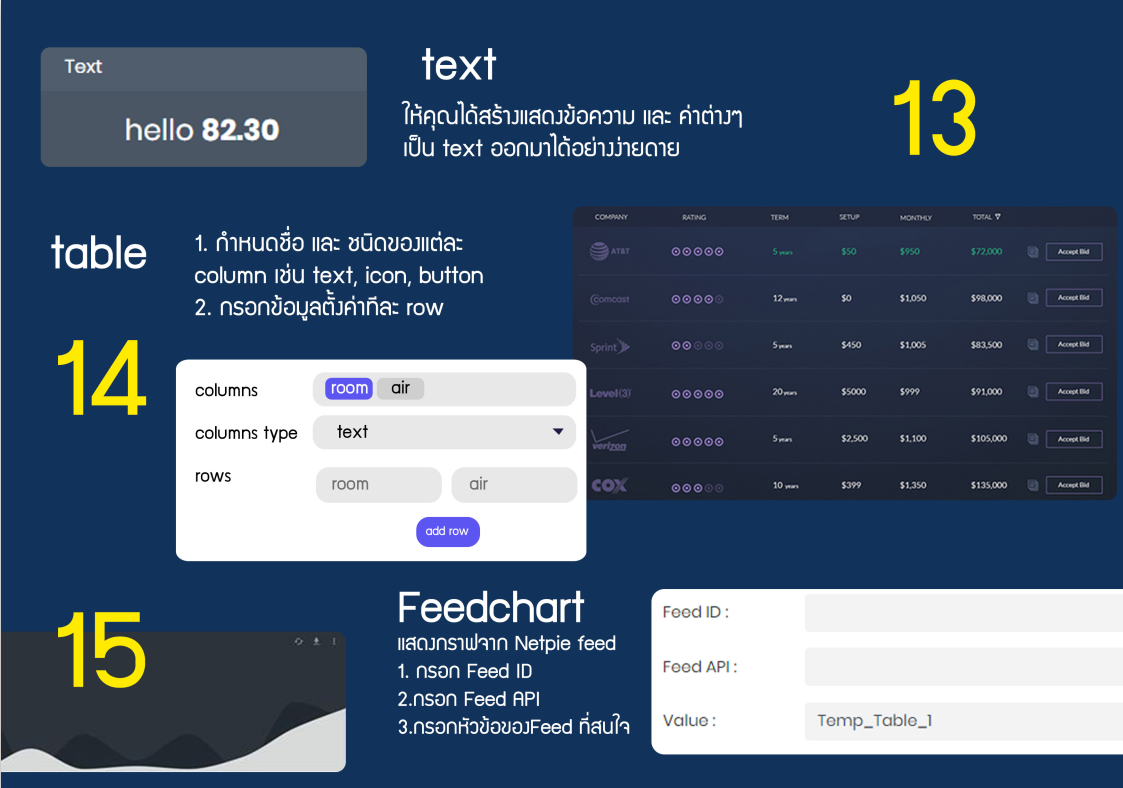 Text
hello 82.30
text
ให้คุณได้สร้างแสดงข้อความ และ ค่าต่างๆ
เป็น text ออกมาได้อย่างง่ายดาย
13
table
1. กำหนดชื่อ และ ชนิดของแต่ละ
column เช่น text, icon, button
2. กรอกข้อมูลตั้งค่าทีละ row
14
COMPANY RATING TERM SETUP MONTHLY TOTAL
AT&T 5 years $50 $950 $72,000 Accept Bid
comcast 12 years $0 $1,050 $98,000 Accept Bid
Sprint 5 years $450 $1,005 $83,500 Accept Bid
Level(3) 20 years $5000 $999 $91,000 Accept Bid
verizon 5 years $2,500 $1,100 $105,000 Accept Bid
COX 10 years $399 $1,350 $135,000 Accept Bid
columns room air
columns type text
rows room air
add row
15
Feedchart
แสดงกราฟจาก Netpie feed
1. กรอก Feed ID
2.กรอก Feed API
3.กรอกหัวข้อของFeed ที่สนใจ
Feed ID :
Feed API :
Value : Temp_Table_1